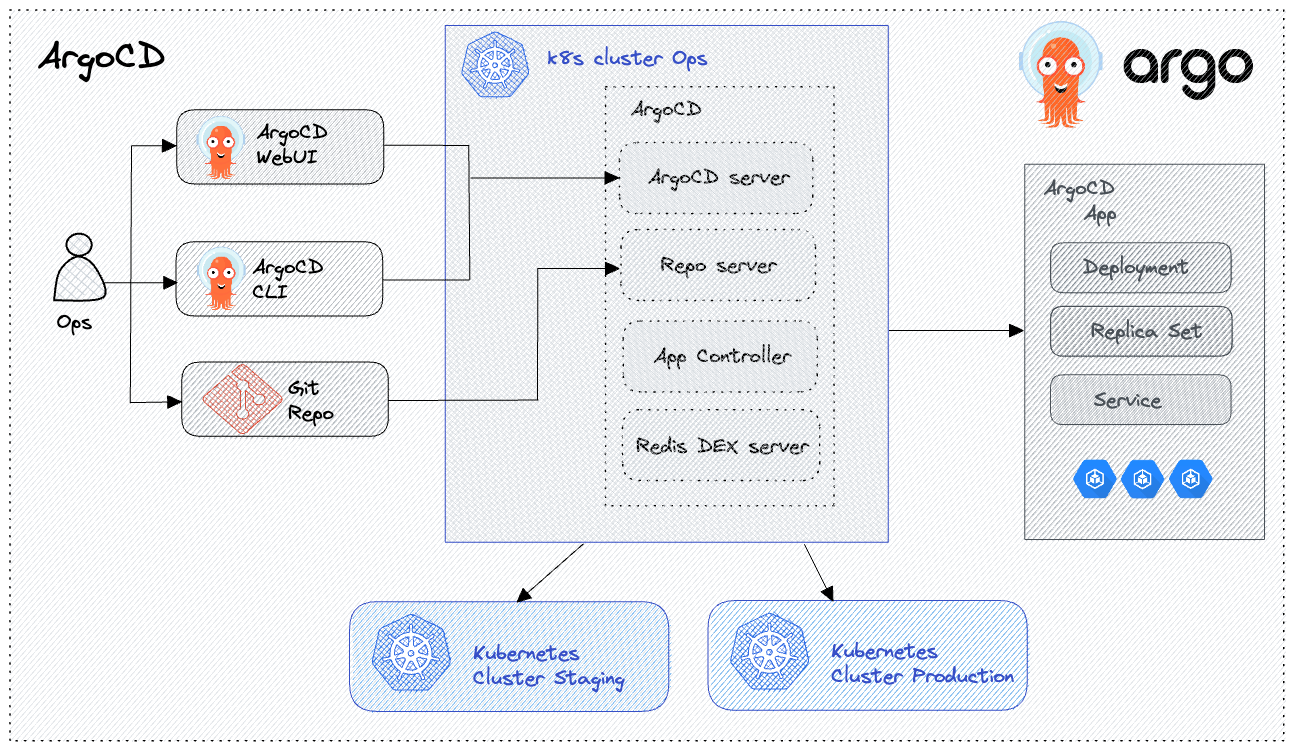 ArgoCD
k8s cluster Ops
argo
ArgoCD
ArgoCD
WebUI
ArgoCD server
ArgoCD
App
Ops
ArgoCD
CLI
Repo server
Deployment
Replica Set
Git
Repo
App Controller
Service
Redis DEX server
Kubernetes
Cluster Staging
Kubernetes
Cluster Production